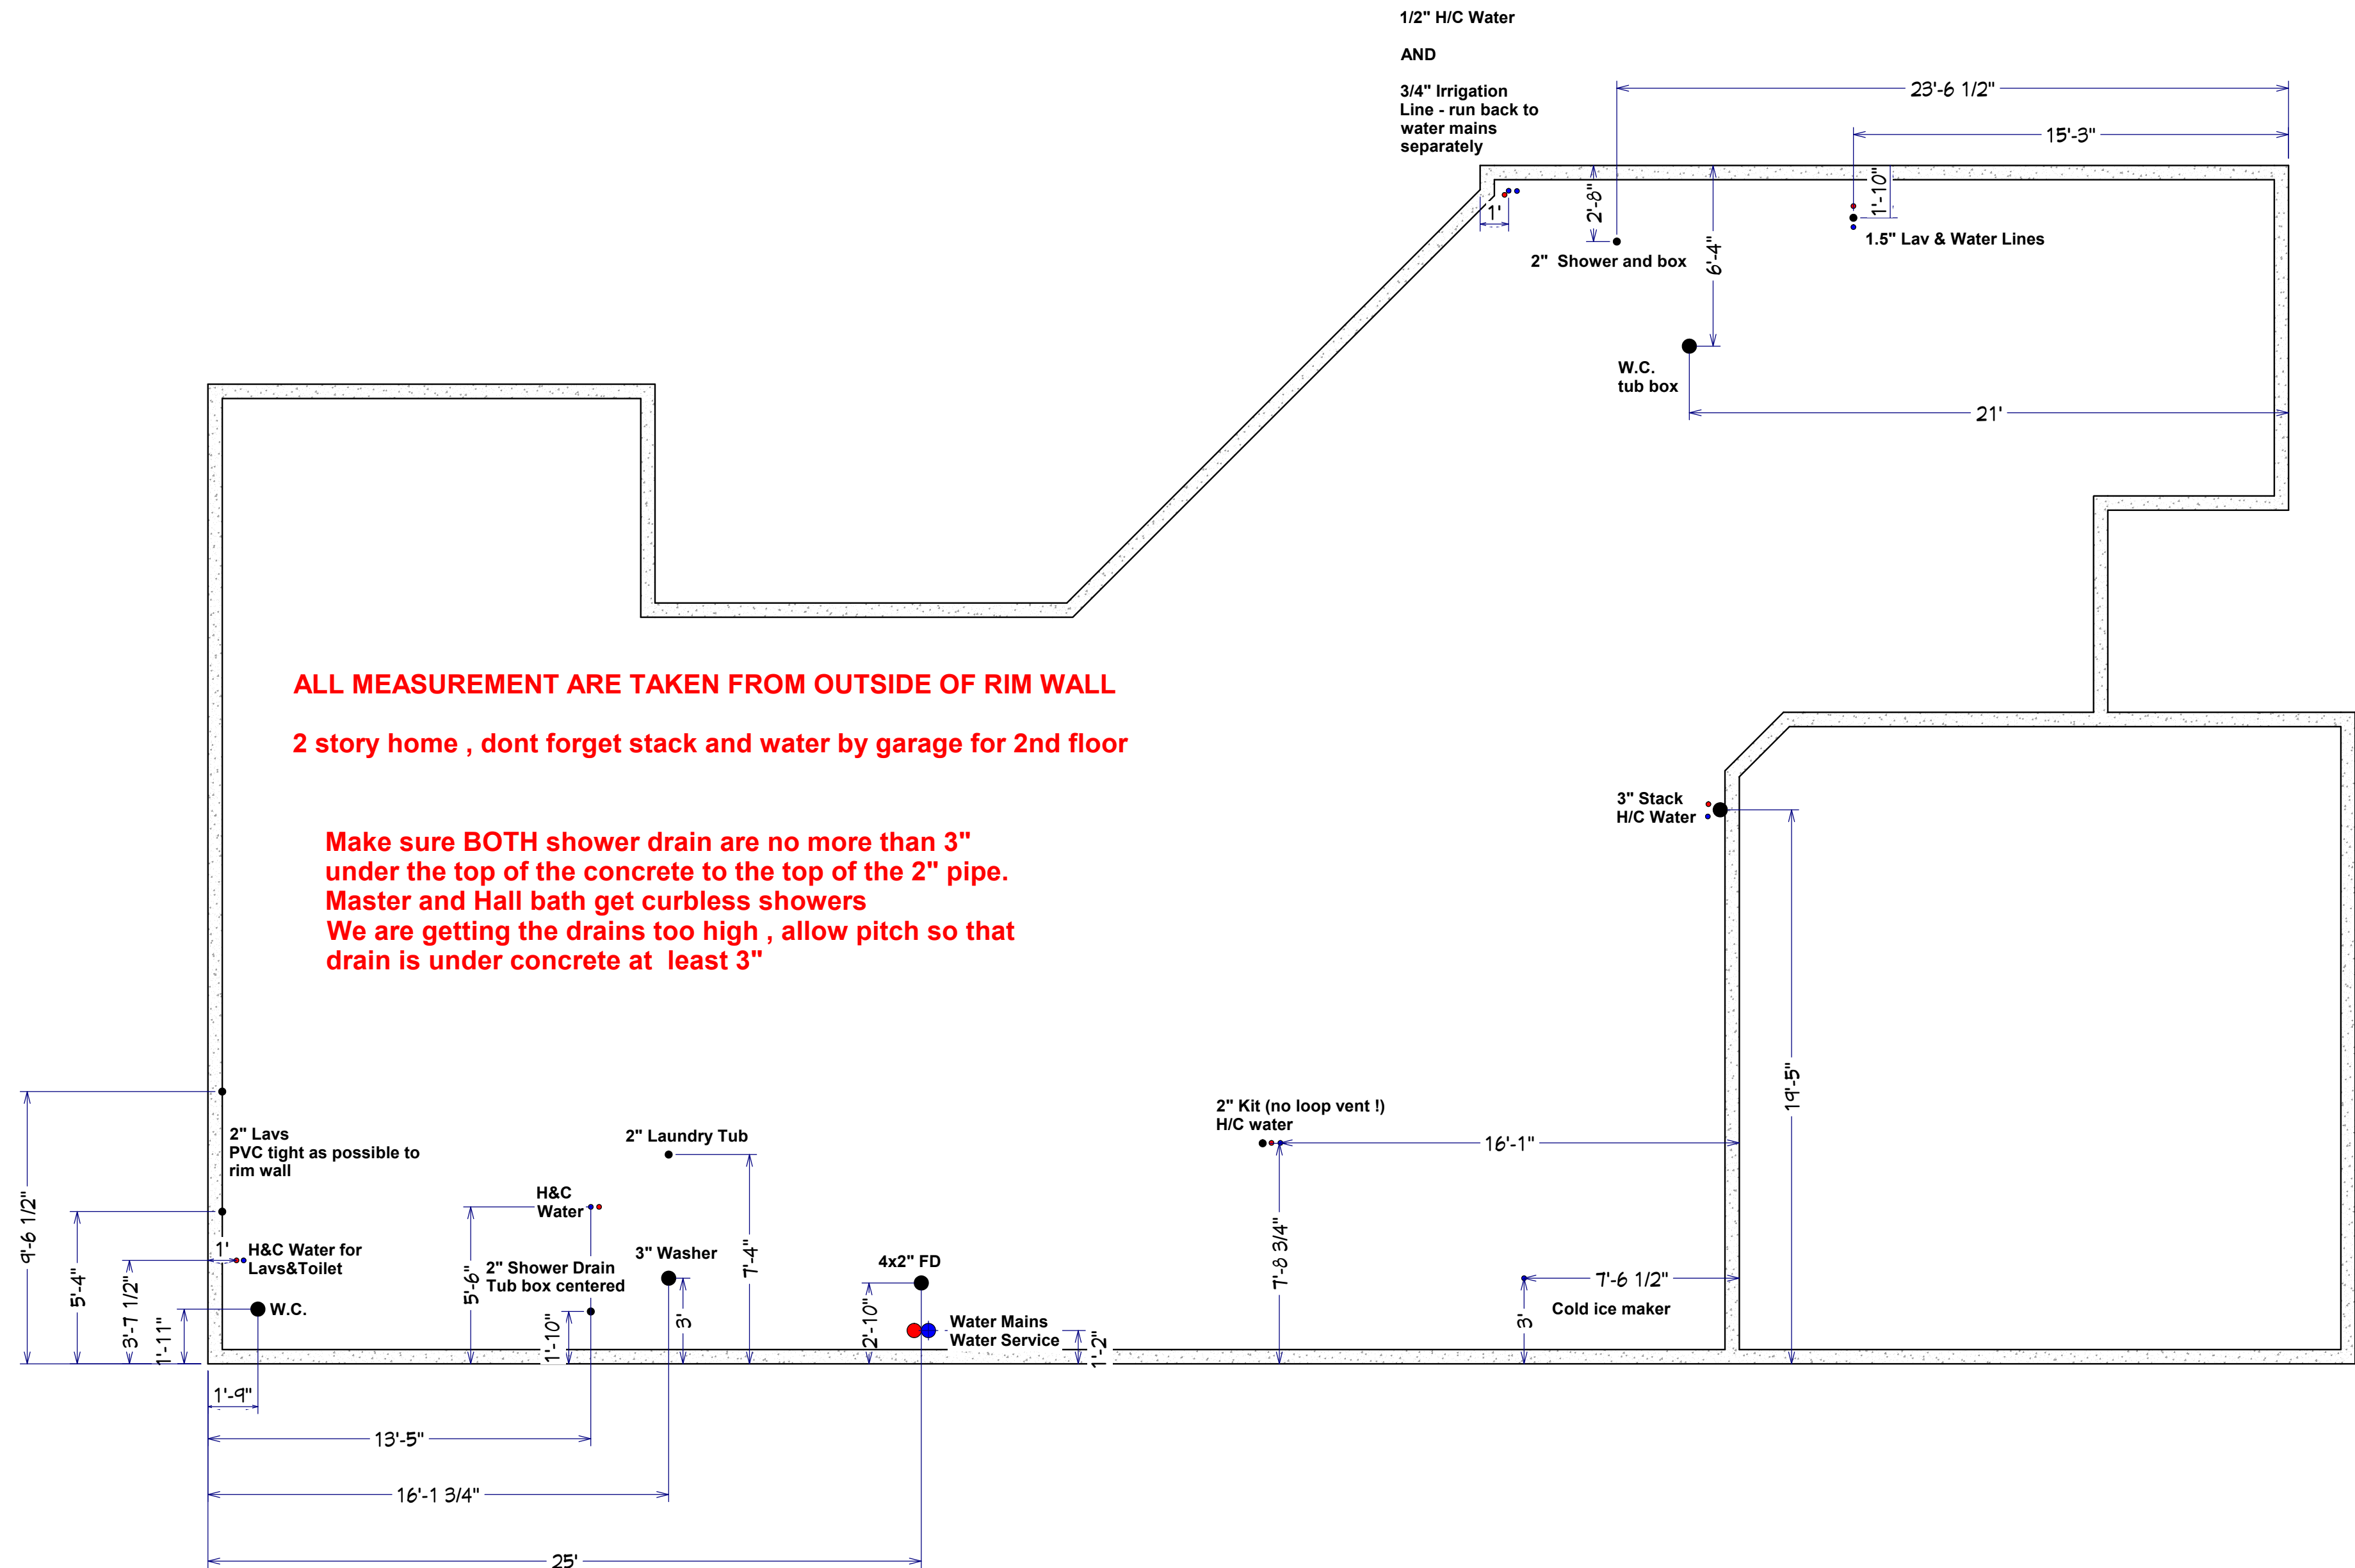 1/2" H/C Water
AND
3/4" Irrigation
Line - run back to
water mains
separately
23'-6 1/2"
15'-3"
1'-10"
2'-8"
1'
6'-4"
1.5" Lav & Water Lines
2" Shower and box
W.C.
tub box
21'
ALL MEASUREMENT ARE TAKEN FROM OUTSIDE OF RIM WALL
2 story home , dont forget stack and water by garage for 2nd floor
3" Stack
H/C Water
Make sure BOTH shower drain are no more than 3"
under the top of the concrete to the top of the 2" pipe.
Master and Hall bath get curbless showers
We are getting the drains too high , allow pitch so that
drain is under concrete at least 3"
19'-5"
2" Kit (no loop vent !)
H/C water
16'-1"
2" Lavs
PVC tight as possible to
rim wall
2" Laundry Tub
9'-6 1/2"
H&C
Water
7'-8 3/4"
1'
H&C Water for
Lavs&Toilet
3" Washer
7'-4"
4x2" FD
5'-4"
5'-6"
2" Shower Drain
Tub box centered
7'-6 1/2"
Cold ice maker
3'-7 1/2"
W.C.
3'
2'-10"
Water Mains
Water Service
3'
1'-11"
1'-10"
1'-2"
1'-9"
13'-5"
16'-1 3/4"
25'